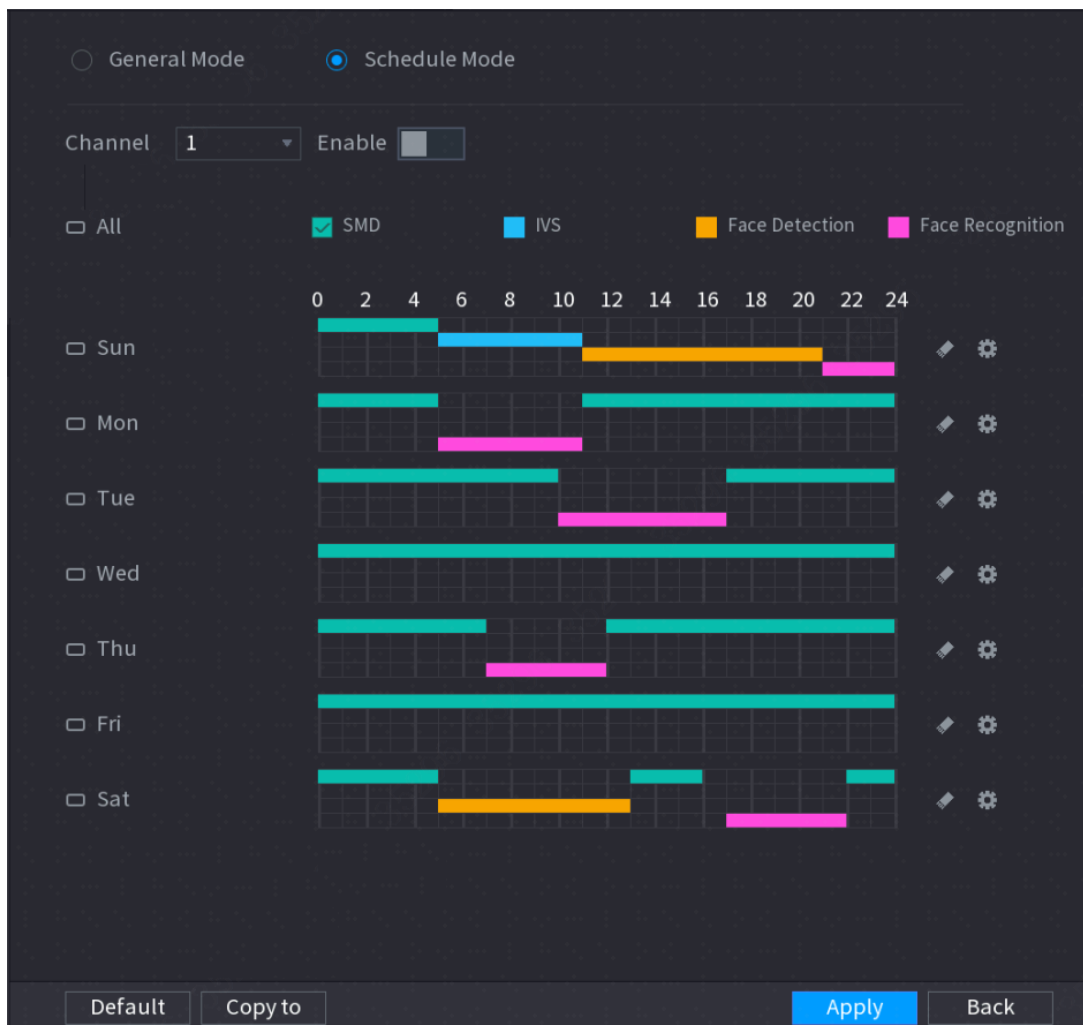 General Mode Schedule Mode
Channel 1 Enable
All SMD IVS Face Detection Face Recognition
0 2 4 6 8 10 12 14 16 18 20 22 24
Sun
Mon
Tue
Wed
Thu
Fri
Sat
Default Copy to Apply Back